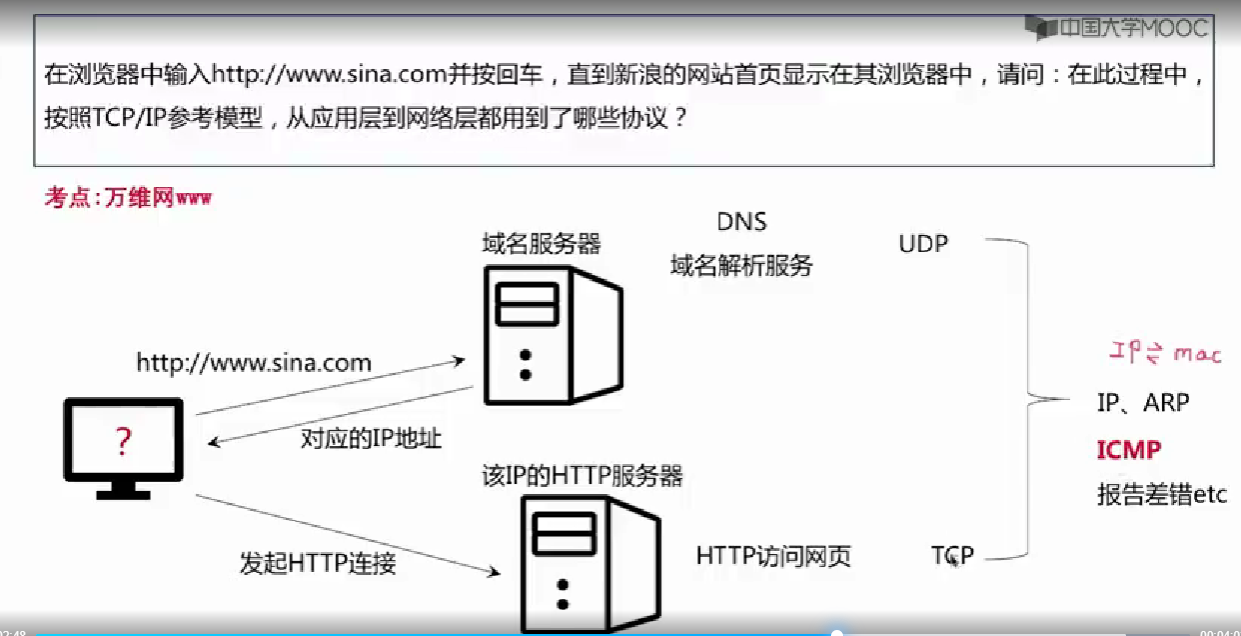 中国大学MOOC
在浏览器中输入http://www.sina.com并按回车，直到新浪的网站首页显示在其浏览器中，请问：在此过程中，
按照TCP/IP参考模型，从应用层到网络层都用到了哪些协议？
考点:万维网www
DNS
域名服务器
UDP
域名解析服务
IP⇌mac
http://www.sina.com
IP、ARP
?
对应的IP地址
ICMP
该IP的HTTP服务器
报告差错etc
发起HTTP连接
HTTP访问网页
TCP